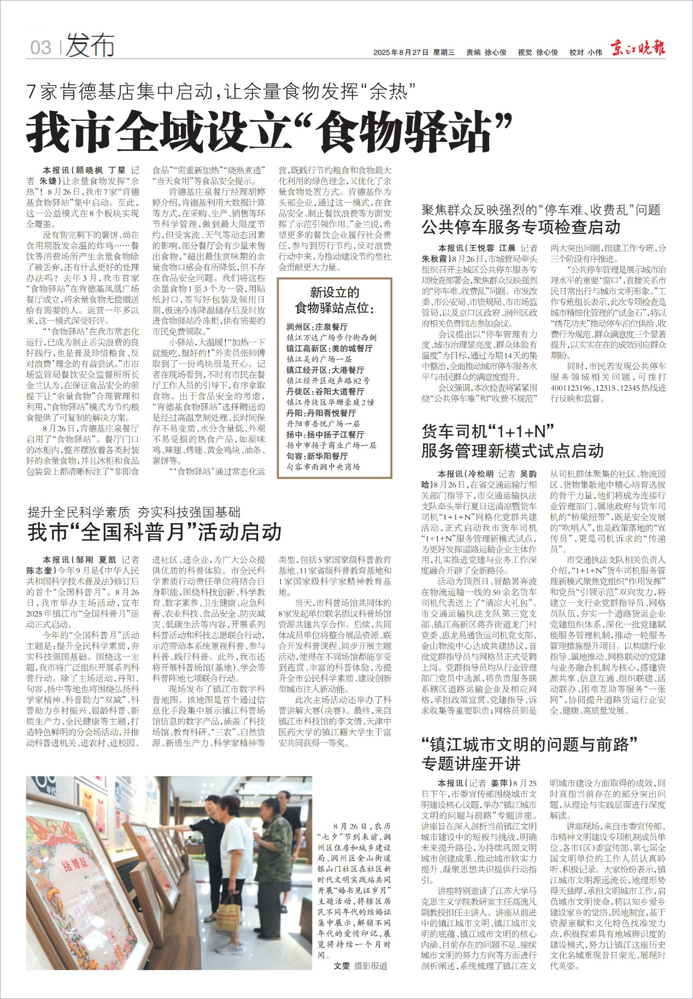 03 发布
2025年8月27日 星期三 责编 徐心俊 视觉 徐心俊 校对 小伟 京江晚報
7家肯德基店集中启动,让余量食物发挥“余热”
我市全域设立“食物驿站”
本报讯(顾晓枫 丁星 记
者 朱婕)让余量食物发挥“余
热”!8月26日,我市7家“肯德
基食物驿站”集中启动。至此,
这一公益模式在8个板块实现
全覆盖。
没有售完剩下的薯饼、尚在
食用期散发余温的炸鸡……餐
饮等消费场所产生余量食物除
了被丢弃,还有什么更好的处理
办法吗?去年3月,我市首家
“食物驿站”在肯德基凤凰广场
餐厅成立,将余量食物无偿赠送
给有需要的人。运营一年多以
来,这一模式深受好评。
“‘食物驿站’在我市常态化
运行,已成为制止舌尖浪费的良
好践行,也是普及珍惜粮食、反
对浪费’理念的有益尝试。”市市
场监管局餐饮安全监督所所长
金兰认为,在保证食品安全的前
提下让“余量食物”合理管理和
利用,“食物驿站”模式为节约粮
食提供了可复制的解决方案。
8月26日,肯德基庄泉餐厅
启用了“食物驿站”。餐厅门口
的冰柜内,整齐摆放着各类封装
好的余量食物,并且冰柜和食品
包装袋上都清晰标注了“非即食
食品”“需重新加热”“烧熟煮透”
“当天食用”等食品安全提示。
肯德基庄泉餐厅经理胡婷
婷介绍,肯德基利用大数据计算
等方式,在采购、生产、销售等环
节科学管理,做到最大限度节
约,但受客流、天气等动态因素
的影响,部分餐厅会有少量未售
出食物,“超出最佳赏味期的余
量食物口感会有所降低,但不存
在食品安全问题。我们将这些
余量食物1至3个为一袋,用贴
纸封口,签写好包装及领用日
期,极速冷冻降温储存后及时放
进食物驿站冷冻柜,供有需要的
市民免费领取。”
小驿站,大温暖!“加热一下
就能吃,挺好的!”外卖员张师傅
取到了一份鸡块很是开心。记
者在现场看到,不时有市民在餐
厅工作人员的引导下,有序拿取
食物。出于食品安全的考虑,
“肯德基食物驿站”选择赠送的
是经过高温烹制处理、长时间保
存不易变质、水分含量低、外观
不易受损的热食产品,如原味
鸡、辣翅、烤翅、黄金鸡块、油条、
薯饼等。
“‘食物驿站’通过常态化运
营,既践行节约粮食和食物最大
化利用的绿色理念,又优化了余
量食物处置方式。肯德基作为
头部企业,通过这一模式,在食
品安全、制止餐饮浪费等方面发
挥了示范引领作用。”金兰说,希
望更多的餐饮企业履行社会责
任,参与到厉行节约,反对浪费
行动中来,为推动建设节约型社
会贡献更大力量。
新设立的
食物驿站点位:
润州区:庄泉餐厅
镇江万达广场步行街西侧
镇江高新区:美的城餐厅
镇江美的广场一层
镇江经开区:大港餐厅
镇江经开区赵声路82号
丹徒区:谷阳大道餐厅
镇江丹徒区华珊豪庭2幢
丹阳:丹阳吾悦餐厅
丹阳市吾悦广场一层
扬中:扬中扬子江餐厅
扬中市扬子商业广场一层
句容:新华阳餐厅
句容市雨润中央商场
聚焦群众反映强烈的“停车难、收费乱”问题
公共停车服务专项检查启动
本报讯(王悦蓉 江晨 记者
朱秋霞)8月26日,市城管局牵头
组织召开主城区公共停车服务专
项检查部署会,聚焦群众反映强烈
的“停车难、收费乱”问题。市发改
委、市公安局、市资规局、市市场监
管局,以及京口区政府、润州区政
府相关负责同志参加会议。
会议提出以“停车管理有力
度、城市治理显亮度、群众体验有
温度”为目标,通过为期14天的集
中整治,全面推动城市停车服务水
平与市民群众的满意度提升。
会议强调,本次检查将紧紧围
绕“公共停车难”和“收费不规范”
两大突出问题,组建工作专班,分
三个阶段有序推进。
“公共停车管理是展示城市治
理水平的重要‘窗口’,直接关系市
民日常出行与城市文明形象。”工
作专班组长表示,此次专项检查是
城市精细化管理的“试金石”,将以
“绣花功夫”推动停车泊位供给、收
费行为规范、群众满意度三个显著
提升,以实实在在的成效回应群众
期盼。
同时,市民若发现公共停车
服务领域相关问题,可拨打
4001123196、12315、12345热线进
行反映和监督。
货车司机“1+1+N”
服务管理新模式试点启动
本报讯(冷松明 记者 吴韵
晗)8月26日,在省交通运输厅相
关部门指导下,市交通运输执法
支队牵头举行夏日送清凉暨货车
司机“1+1+N”网格化党群共建
活动,正式启动我市货车司机
“1+1+N”服务管理新模式试点,
为更好发挥道路运输企业主体作
用,扎实推进党建与业务工作深
度融合开辟了全新路径。
活动为顶烈日、冒酷暑奔波
在物流运输一线的50余名货车
司机代表送上了“清凉大礼包”。
市交通运输执法支队第三党支
部、镇江高新区蒋乔街道龙门村
党委、惠龙易通货运司机党支部、
金山物流中心达成共建协议,首
批党群指导员与网格员正式受聘
上岗。党群指导员均从行业管理
部门党员中选派,将负责服务联
系辖区道路运输企业及相应网
格,承担政策宣贯、党建指导、诉
求收集等重要职责;网格员则是
从司机群体聚集的社区、物流园
区、货物集散地中精心培育选拔
的骨干力量,他们将成为连接行
业管理部门、属地政府与货车司
机的“桥梁纽带”,既是安全发展
的“吹哨人”,也是政策落地的“宣
传员”,更是司机诉求的“传递
员”。
市交通执法支队相关负责人
介绍,“1+1+N”货车司机服务管
理新模式聚焦党组织“作用发挥”
和党员“引领示范”双向发力,将
建立一支行业党群指导员、网格
员队伍,夯实一个道路货运企业
党建组织体系,深化一批党建赋
能服务管理机制,推动一轮服务
管理措施提升项目。以构建行业
指导、属地推动、网格联动的党建
与业务融合机制为核心,搭建资
源共享、信息互通、组织联建、活
动联办、困难互助等服务“一张
网”,协同提升道路货运行业安
全、健康、高质量发展。
提升全民科学素质 夯实科技强国基础
我市“全国科普月”活动启动
本报讯(邹刚 夏凯 记者
陈志奎)今年9月是《中华人民
共和国科学技术普及法》修订后
的首个“全国科普月”。8月26
日,我市举办主场活动,宣布
2025年镇江市“全国科普月”活
动正式启动。
今年的“全国科普月”活动
主题是:提升全民科学素质,夯
实科技强国基础。围绕这一主
题,我市将广泛组织开展系列科
普行动。除了主场活动,丹阳、
句容、扬中等地也将围绕弘扬科
学家精神、科普助力“双减”、科
普助力乡村振兴、银龄科普、新
质生产力、全民健康等主题,打
造特色鲜明的分会场活动,并推
动科普进机关、进农村、进校园、
进社区、进企业,为广大公众提
供优质的科普体验。市全民科
学素质行动责任单位将结合自
身职能,围绕科技创新、科学教
育、数字素养、卫生健康、应急科
普、农业科技、食品安全、防灾减
灾、低碳生活等内容,开展系列
科普活动和科技志愿联合行动,
示范带动本系统重视科普、参与
科普、践行科普。此外,我市还
将开展科普场馆(基地)、学会等
科普阵地七项联合行动。
现场发布了镇江市数字科
普地图。该地图是首个通过信
息化手段集中展示镇江科普场
馆信息的数字产品,涵盖了科技
场馆、教育科研、“三农”、自然资
源、新质生产力、科学家精神等
类型,包括5家国家级科普教育
基地、11家省级科普教育基地和
1家国家级科学家精神教育基
地。
当天,市科普场馆共同体的
8家发起单位联名倡议科普场馆
资源共建共享合作。后续,共同
体成员单位将整合展品资源、联
合开发科普课程、同步开展主题
活动,使得在不同场馆都能享受
到连贯、丰富的科普体验,为提
升全市公民科学素质、建设创新
型城市注入新动能。
此次主场活动还举办了科
普讲解大赛(决赛)。最终,来自
镇江市科技馆的李文倩、天津中
医药大学的镇江籍大学生于富
安共同获得一等奖。
年代
结婚証
8月26日,农历
“七夕”节到来前,润
州区住房和城乡建设
局、润州区金山街道
银山门社区在社区新
时代文明实践站共同
开展“婚书见证岁月”
主题活动,将辖区居
民不同年代的结婚证
集中展示,解锁不同
年代的爱情印记,展
览将持续一个月时
间。
文雯 摄影报道
“镇江城市文明的问题与前路”
专题讲座开讲
本报讯(记者 姜萍)8月25
日下午,市委宣传部围绕城市文
明建设核心议题,举办“镇江城市
文明的问题与前路”专题讲座。
讲座旨在深入剖析当前镇江文明
城市建设中的短板与挑战,明确
未来提升路径,为持续巩固文明
城市创建成果、推动城市软实力
提升、凝聚思想共识提供行动指
引。
讲座特别邀请了江苏大学马
克思主义学院教研室主任高逸凡
副教授担任主讲人。讲座从前进
中的镇江城市文明、镇江城市文
明的底蕴、镇江城市文明的核心
内涵、目前存在的问题不足、接续
城市文明的努力方向等方面进行
剖析阐述,系统梳理了镇江在文
明城市建设方面取得的成效,同
时直指当前存在的部分突出问
题,从理论与实践层面进行深度
解读。
讲座现场,来自市委宣传部、
市精神文明建设专项机制成员单
位、各市(区)委宣传部、第七届全
国文明单位的工作人员认真聆
听、积极记录。大家纷纷表示,镇
江城市文明源远流长,地理形势
得天独厚,承担文明城市工作,肩
负城市文明使命,将以知乡爱乡
建设家乡的觉悟,因地制宜,基于
资源禀赋和文化特色找准发力
点,积极探索具有地域辨识度的
建设模式,努力让镇江这座历史
文化名城重现昔日荣光、展现时
代英姿。